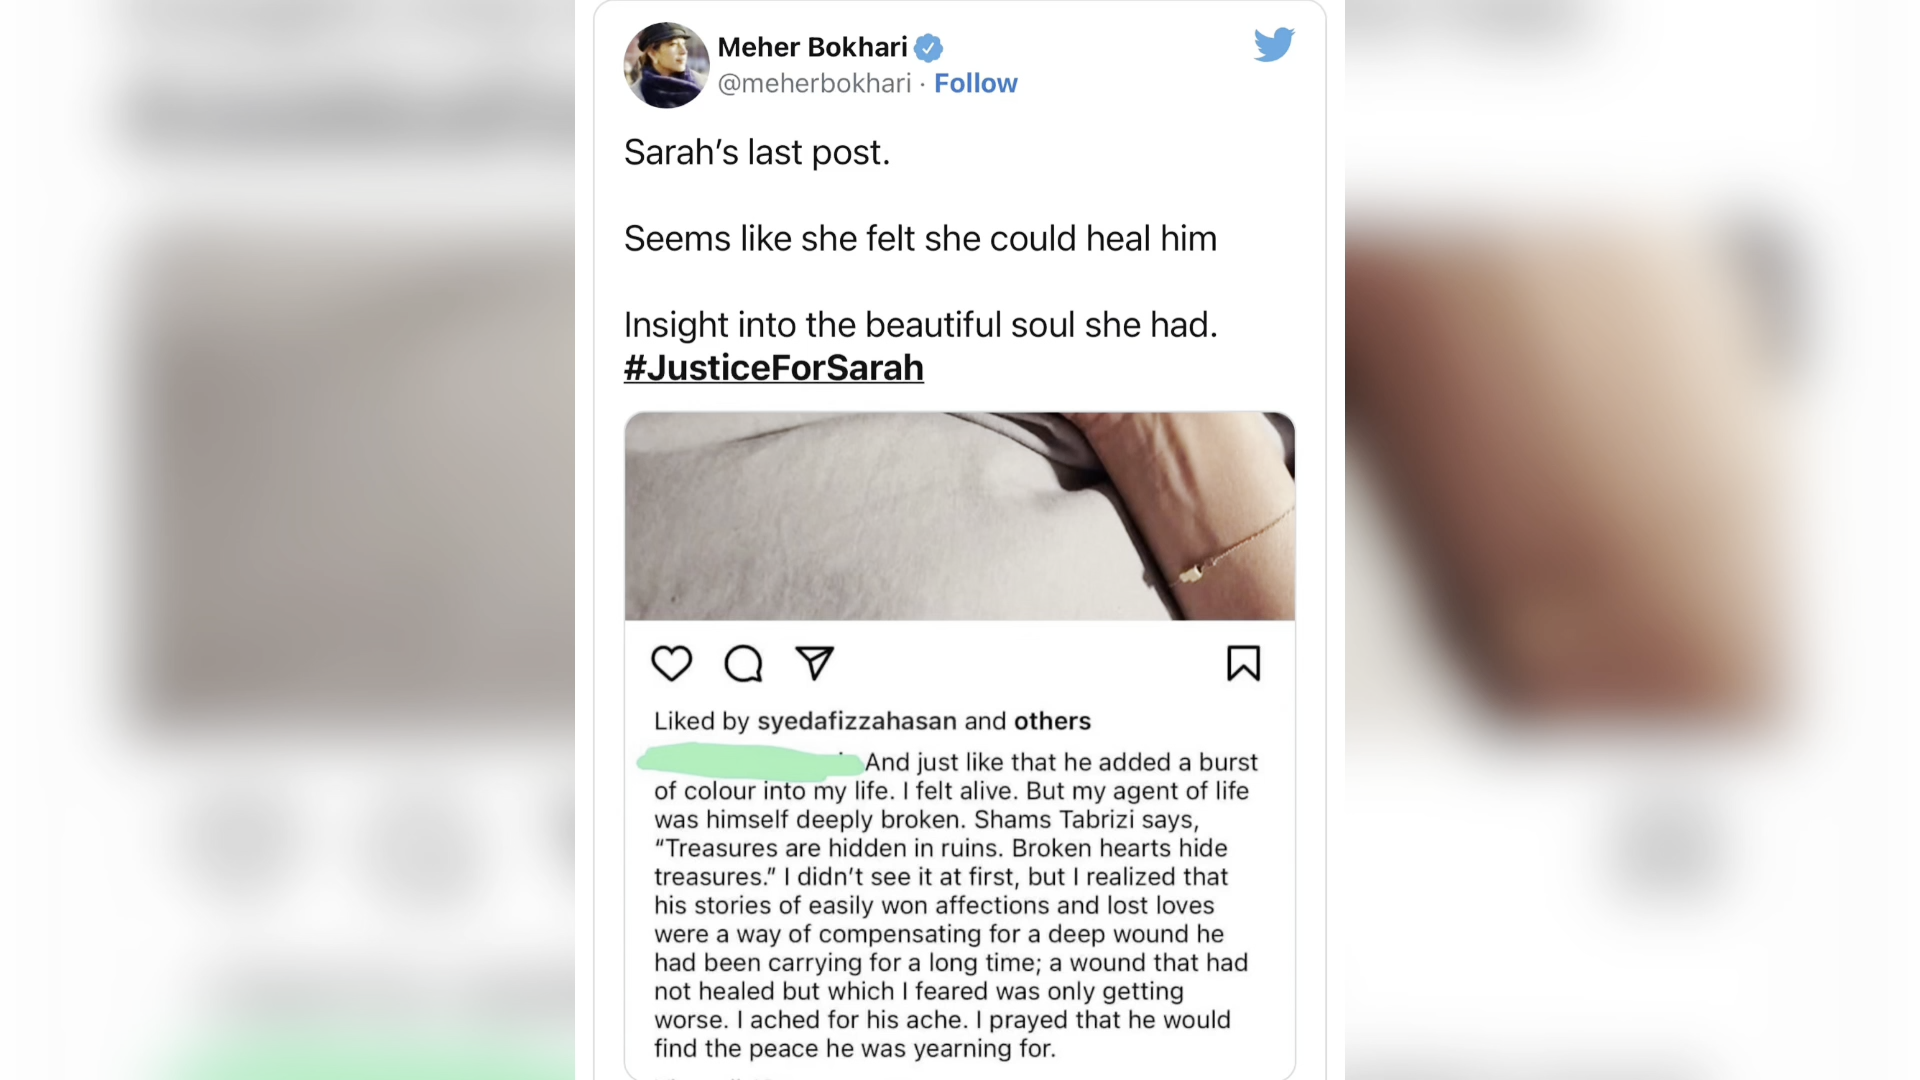 Meher Bokhari
@meherbokhari · Follow
Sarah’s last post.
Seems like she felt she could heal him
Insight into the beautiful soul she had.
#JusticeForSarah
Liked by syedafizzahasan and others
And just like that he added a burst
of colour into my life. I felt alive. But my agent of life
was himself deeply broken. Shams Tabrizi says,
“Treasures are hidden in ruins. Broken hearts hide
treasures.” I didn’t see it at first, but I realized that
his stories of easily won affections and lost loves
were a way of compensating for a deep wound he
had been carrying for a long time; a wound that had
not healed but which I feared was only getting
worse. I ached for his ache. I prayed that he would
find the peace he was yearning for.